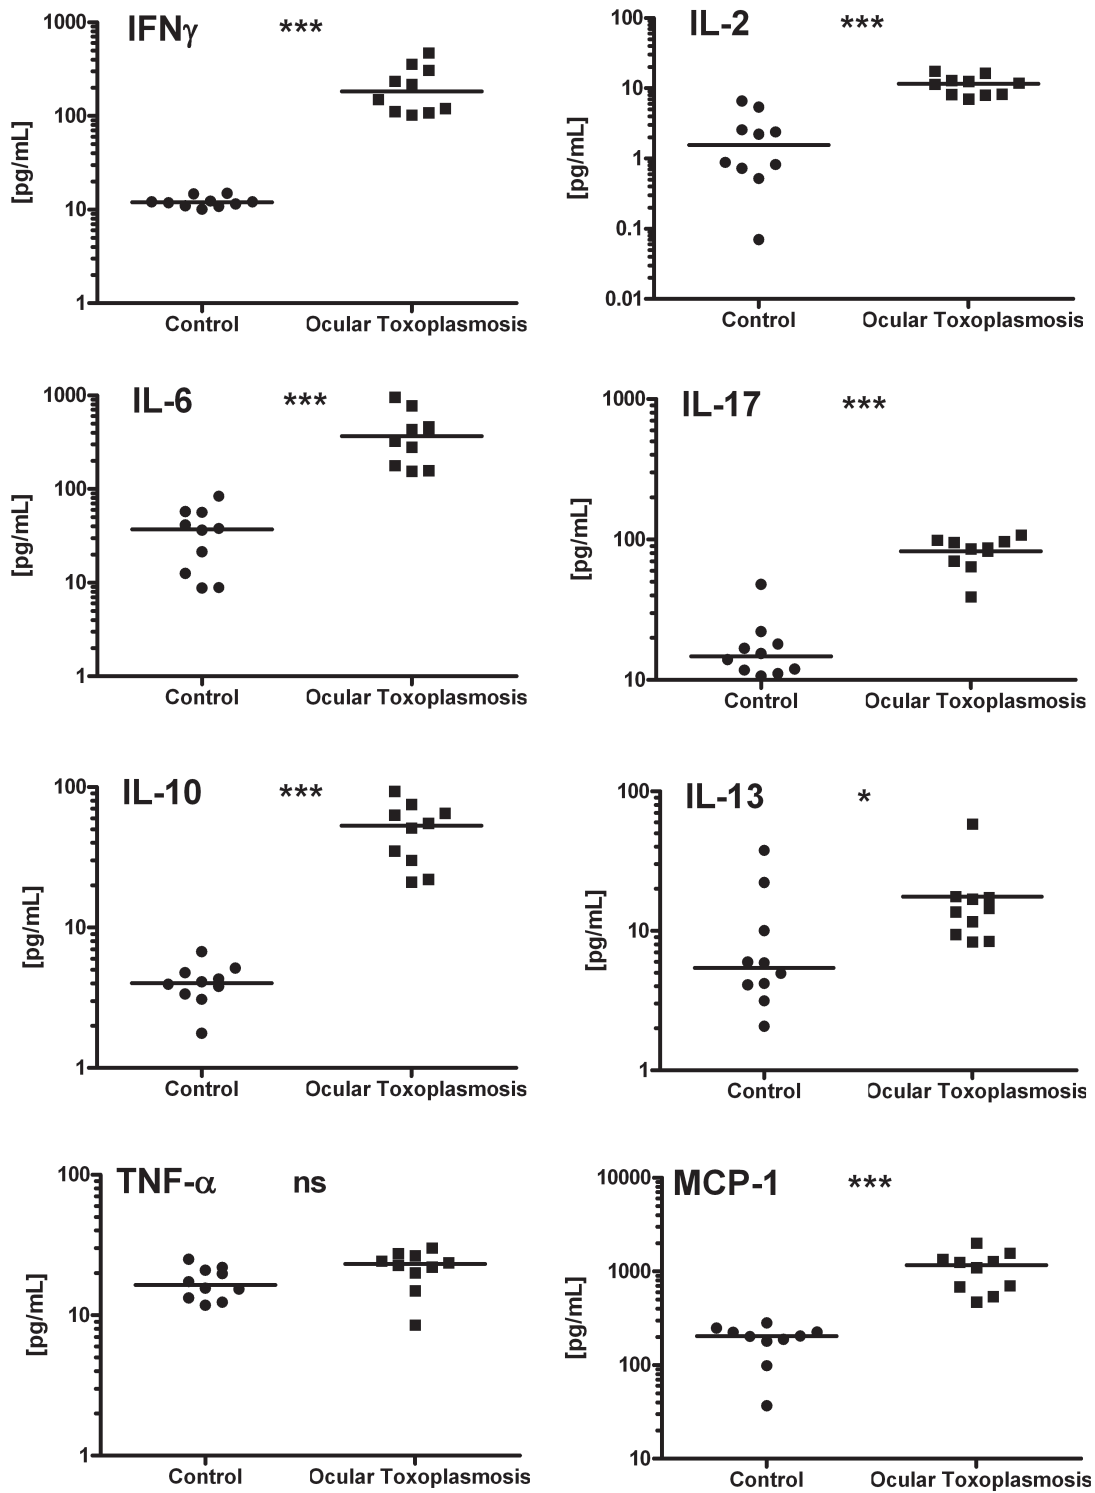 IFNγ ***
1000
100
10
1
[pg/mL]
Control Ocular Toxoplasmosis
IL-2 ***
100
10
1
0.1
0.01
[pg/mL]
Control Ocular Toxoplasmosis
IL-6 ***
1000
100
10
1
[pg/mL]
Control Ocular Toxoplasmosis
IL-17 ***
1000
100
10
[pg/mL]
Control Ocular Toxoplasmosis
IL-10 ***
100
10
1
[pg/mL]
Control Ocular Toxoplasmosis
IL-13 *
100
10
1
[pg/mL]
Control Ocular Toxoplasmosis
TNF-α ns
100
10
1
[pg/mL]
Control Ocular Toxoplasmosis
MCP-1 ***
10000
1000
100
10
[pg/mL]
Control Ocular Toxoplasmosis